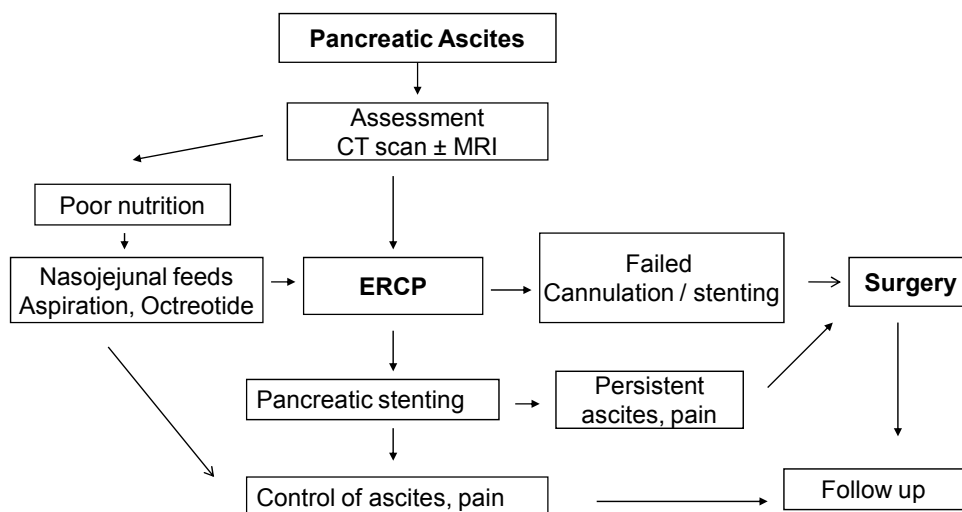 Pancreatic Ascites
Assessment
CT scan ± MRI
Poor nutrition
Nasojejunal feeds
Aspiration, Octreotide
ERCP
Failed
Cannulation / stenting
Surgery
Pancreatic stenting
Persistent
ascites, pain
Control of ascites, pain
Follow up